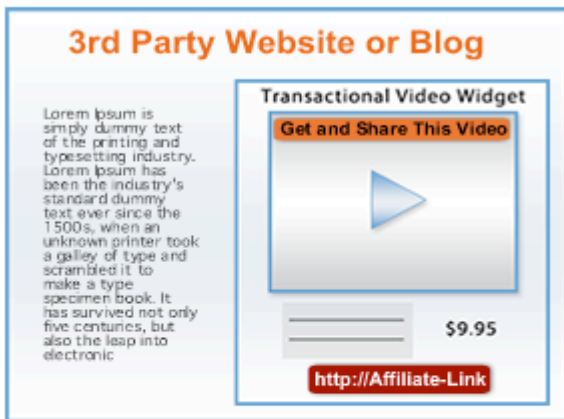 3rd Party Website or Blog
Lorem Ipsum is
simply dummy text
of the printing and
typesetting industry.
Lorem Ipsum has
been the industry's
standard dummy
text ever since the
1500s, when an
unknown printer took
a galley of type and
scrambled it to
make a type
specimen book. It
has survived not only
five centuries, but
also the leap into
electronic
Transactional Video Widget
Get and Share This Video
$9.95
http://Affiliate-Link